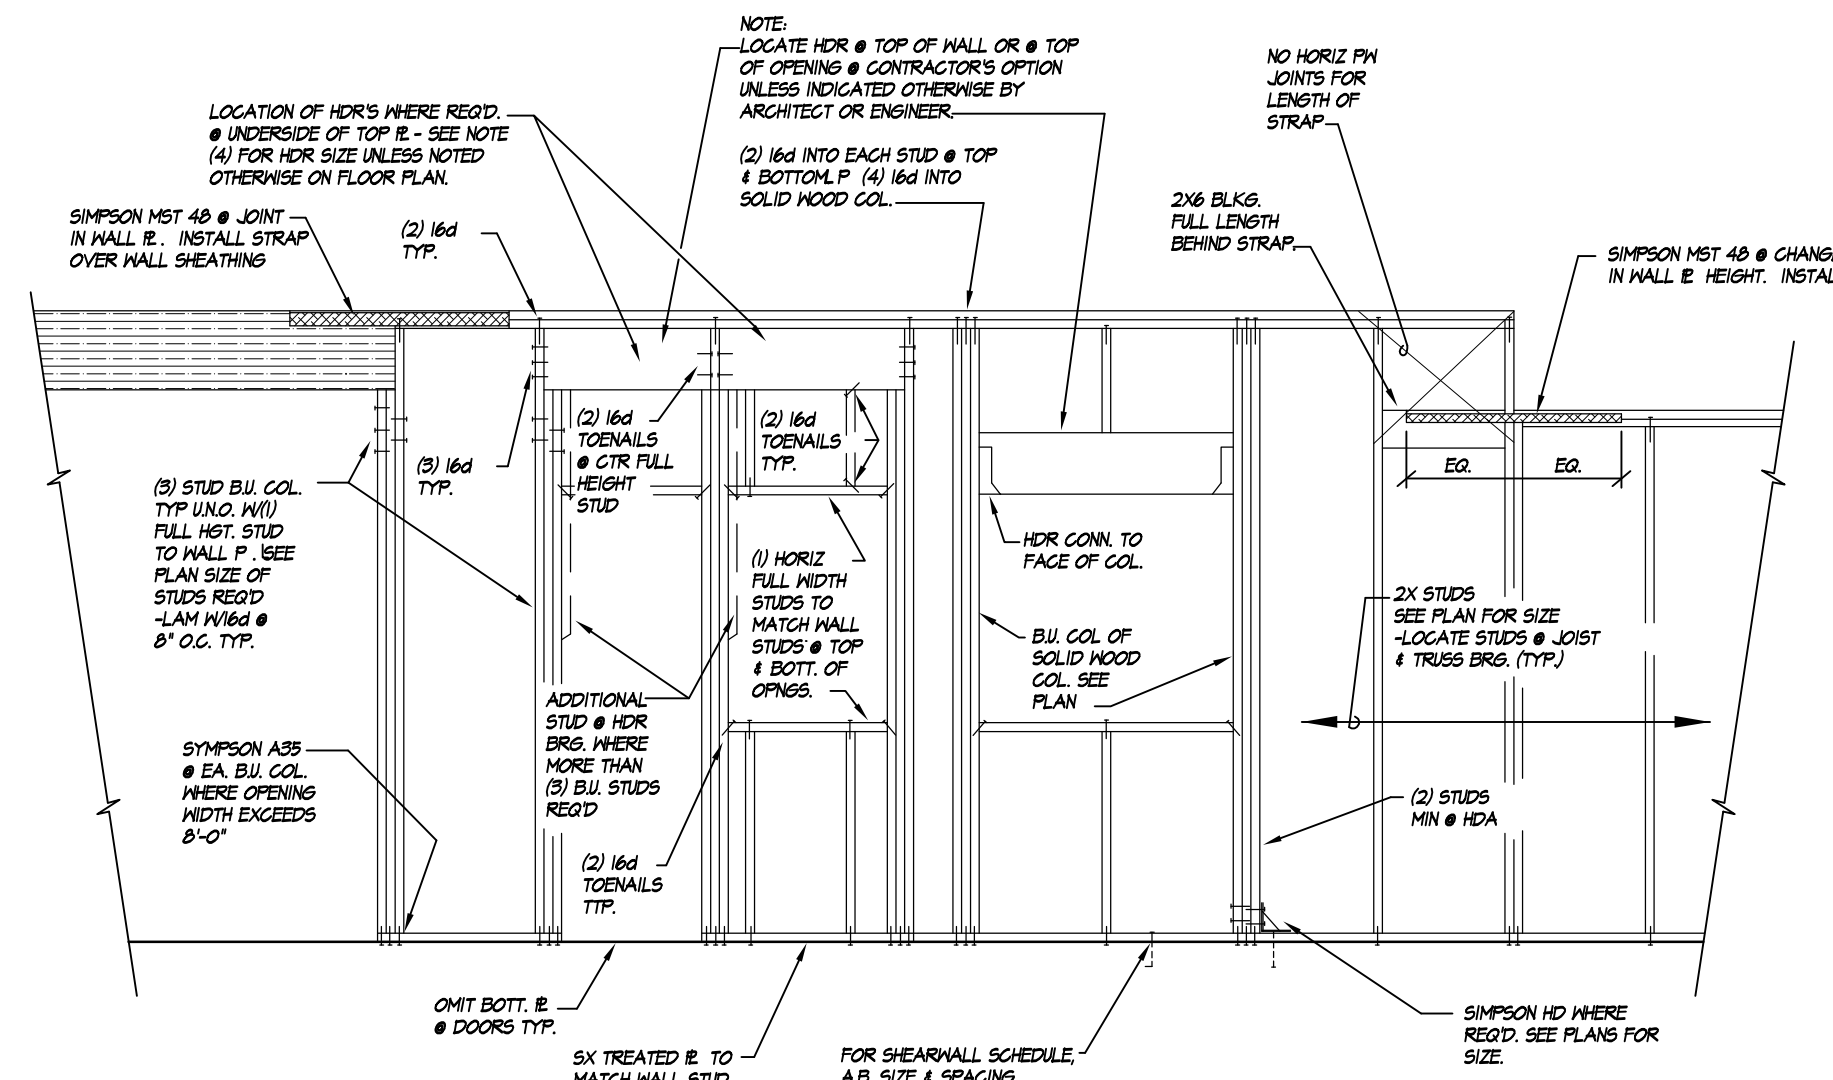 NOTE:
LOCATE HDR @ TOP OF WALL OR @ TOP
OF OPENING @ CONTRACTOR'S OPTION
UNLESS INDICATED OTHERWISE BY
ARCHITECT OR ENGINEER.
(2) 16d INTO EACH STUD @ TOP
& BOTTOM P (4) 16d INTO
SOLID WOOD COL.
NO HORIZ PW
JOINTS FOR
LENGTH OF
STRAP
LOCATION OF HDR'S WHERE REQ'D.
@ UNDERSIDE OF TOP PL - SEE NOTE
(4) FOR HDR SIZE UNLESS NOTED
OTHERWISE ON FLOOR PLAN.
SIMPSON MST 48 @ JOINT
IN WALL PL. INSTALL STRAP
OVER WALL SHEATHING
(2) 16d
TYP.
2X6 BLKG.
FULL LENGTH
BEHIND STRAP.
SIMPSON MST 48 @
IN WALL PL HEIGHT.
(3) STUD B.U. COL.
TYP U.N.O. W/(1)
FULL HGT. STUD
TO WALL P . SEE
PLAN SIZE OF
STUDS REQ'D
-LAM W/16d @
8" O.C. TYP.
(3) 16d
TYP.
(2) 16d
TOENAILS
@ CTR FULL
HEIGHT
STUD
(2) 16d
TOENAILS
TYP.
EQ. EQ.
HDR CONN. TO
FACE OF COL.
(1) HORIZ
FULL WIDTH
STUDS TO
MATCH WALL
STUDS @ TOP
& BOTT. OF
OPNGS.
B.U. COL OF
SOLID WOOD
COL. SEE
PLAN
2X STUDS
SEE PLAN FOR SIZE
-LOCATE STUDS @ JOIST
& TRUSS BRG. (TYP.)
ADDITIONAL
STUD @ HDR
BRG. WHERE
MORE THAN
(3) B.U. STUDS
REQ'D
SYMPSON A35
@ EA. B.U. COL.
WHERE OPENING
WIDTH EXCEEDS
8'-0"
(2) STUDS
MIN @ HDA
(2) 16d
TOENAILS
TTP.
OMIT BOTT. PL
@ DOORS TYP.
SX TREATED PL TO
MATCH WALL STUD
FOR SHEARWALL SCHEDULE,
A.B. SIZE & SPACING
SIMPSON HD WHERE
REQ'D. SEE PLANS FOR
SIZE.